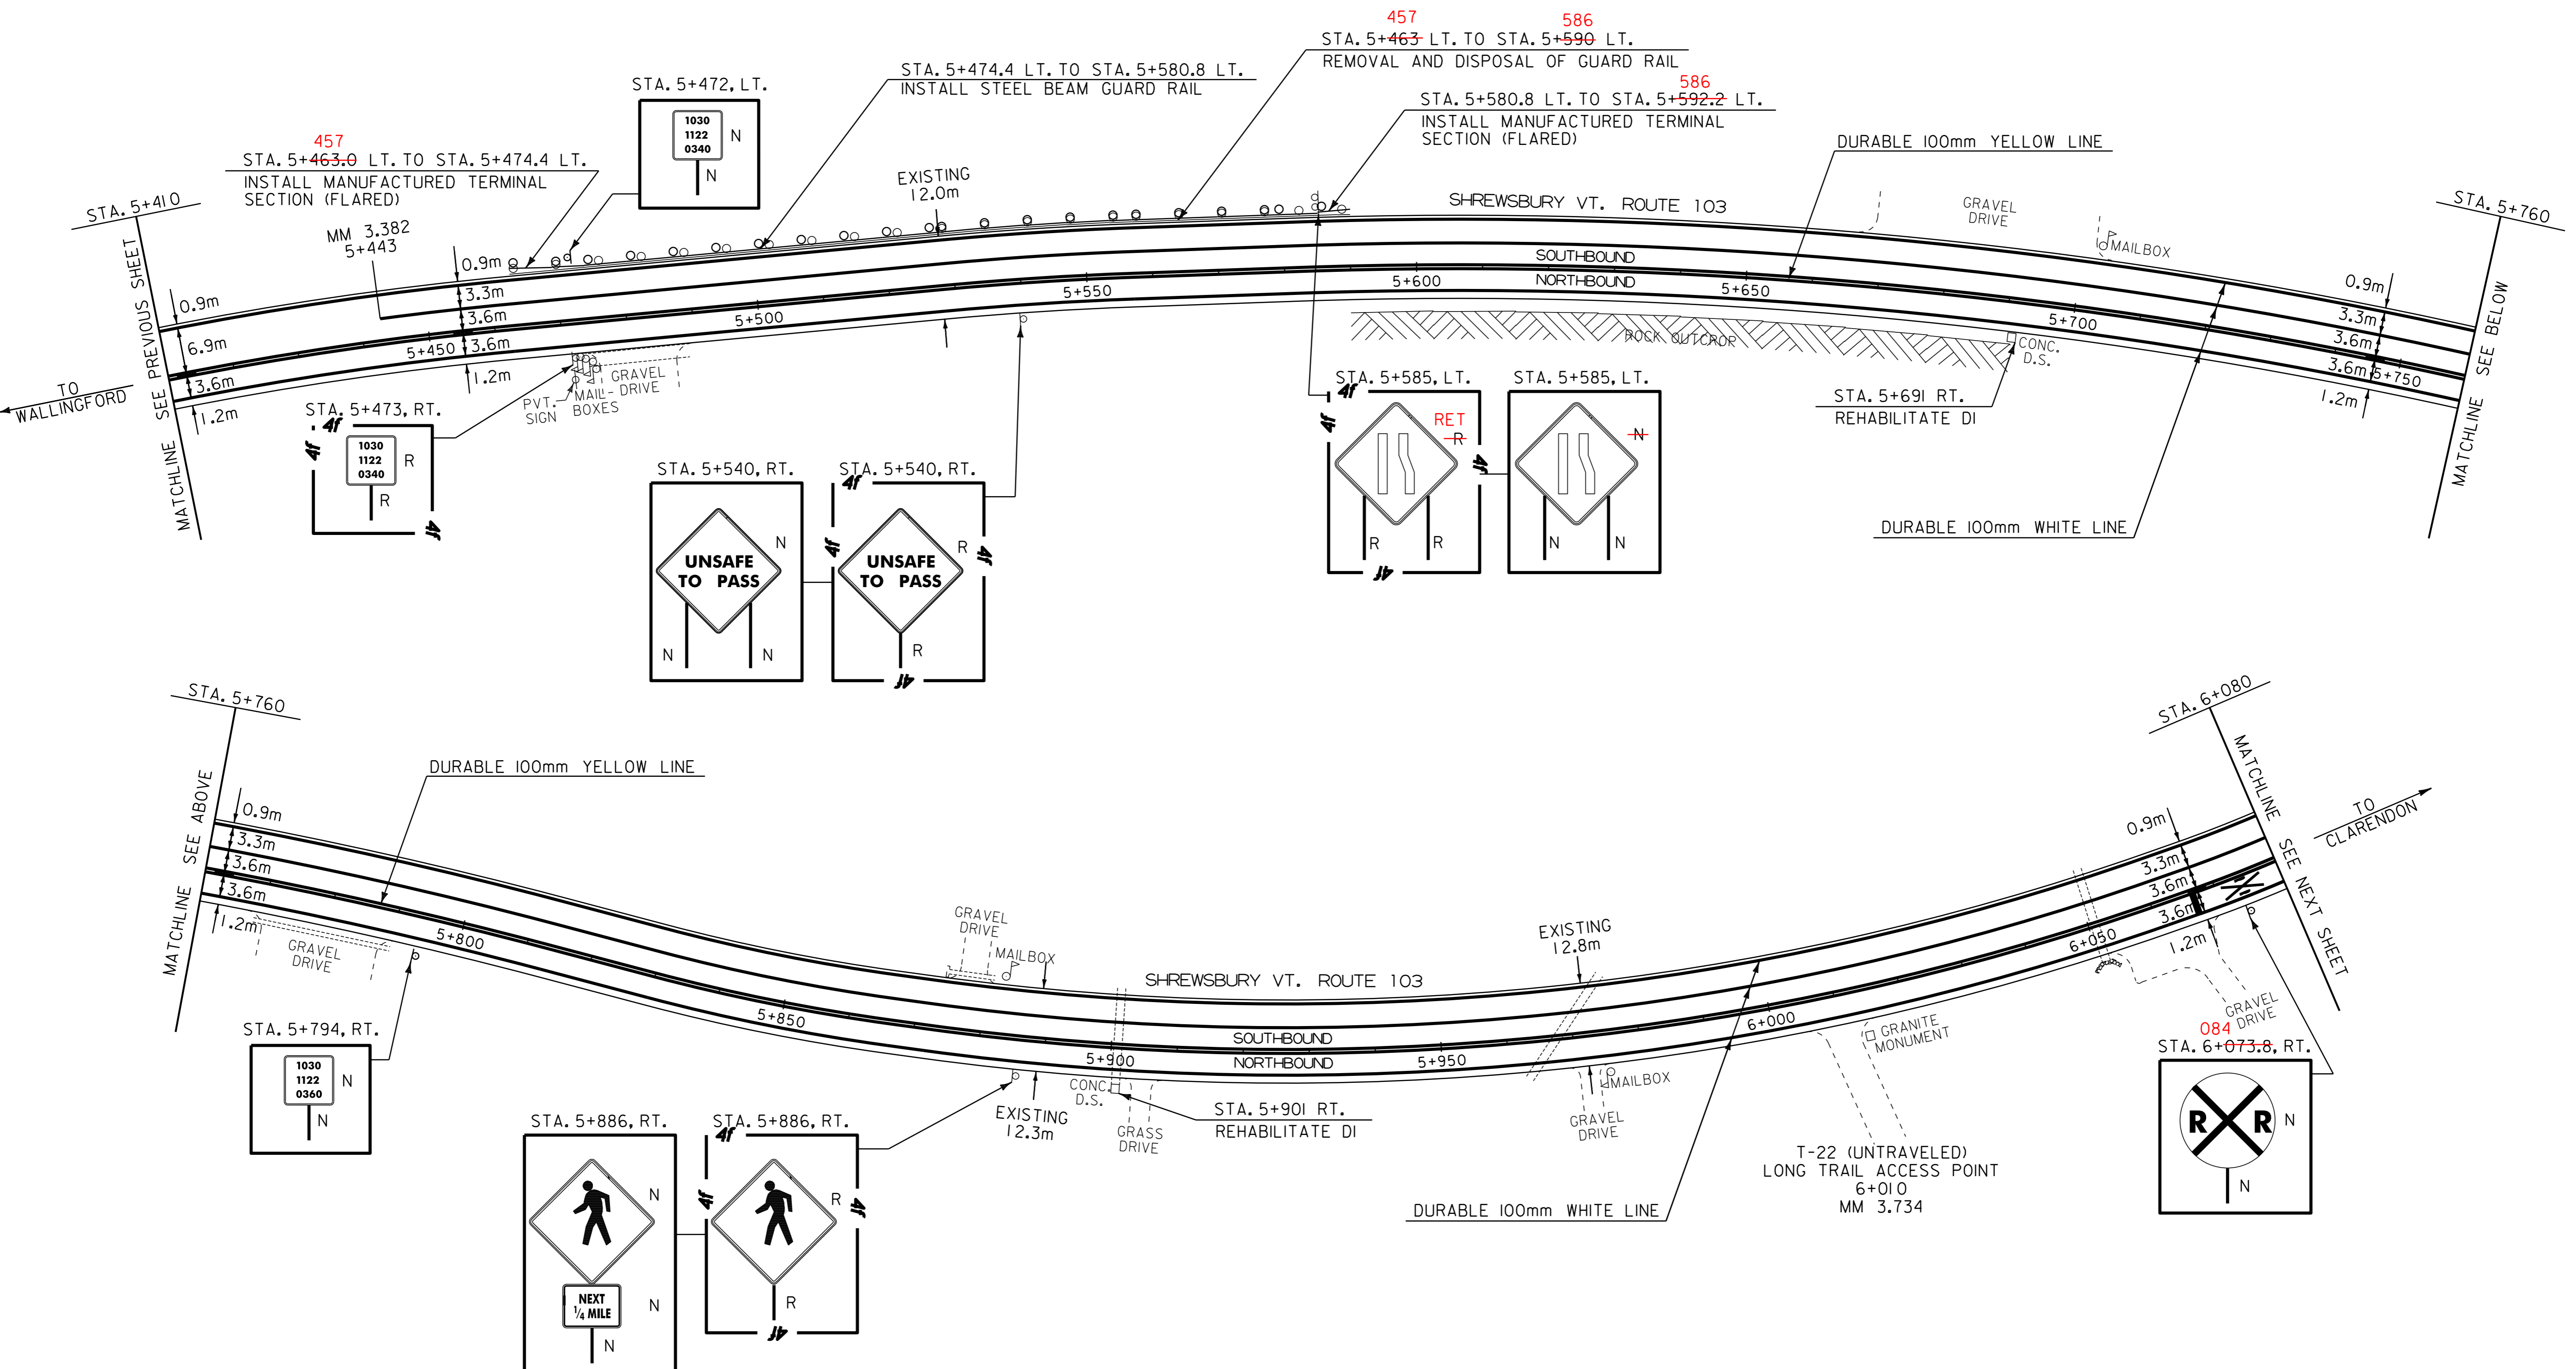 457
STA. 5+463 LT. TO STA. 5+590 LT.
586
REMOVAL AND DISPOSAL OF GUARD RAIL
STA. 5+474.4 LT. TO STA. 5+580.8 LT.
INSTALL STEEL BEAM GUARD RAIL
586
STA. 5+580.8 LT. TO STA. 5+592.2 LT.
INSTALL MANUFACTURED TERMINAL
SECTION (FLARED)
STA. 5+472, LT.
1030
1122
0340
N
N
457
STA. 5+463.0 LT. TO STA. 5+474.4 LT.
INSTALL MANUFACTURED TERMINAL
SECTION (FLARED)
DURABLE 100mm YELLOW LINE
STA. 5+410
MM 3.382
5+443
EXISTING
12.0m
SHREWSBURY VT. ROUTE 103
GRAVEL
DRIVE
MAILBOX
STA. 5+760
MATCHLINE SEE PREVIOUS SHEET
TO
WALLINGFORD
0.9m
6.9m
3.6m
1.2m
0.9m
3.3m
3.6m
3.6m
1.2m
5+450
5+500
5+550
5+600
5+650
5+700
5+750
SOUTHBOUND
NORTHBOUND
ROCK OUTCROP
CONC.
D.S.
0.9m
3.3m
3.6m
3.6m
1.2m
MATCHLINE SEE BELOW
PVT.
SIGN
MAIL-
BOXES
GRAVEL
DRIVE
STA. 5+473, RT.
4f
4f
1030
1122
0340
R
R
4f
STA. 5+540, RT.
UNSAFE
TO PASS
N
N
N
STA. 5+540, RT.
4f
4f
UNSAFE
TO PASS
R
4f
R
4f
STA. 5+585, LT.
4f
4f
RET
R
4f
R
R
4f
STA. 5+585, LT.
N
N
N
STA. 5+691 RT.
REHABILITATE DI
DURABLE 100mm WHITE LINE
STA. 5+760
MATCHLINE SEE ABOVE
DURABLE 100mm YELLOW LINE
0.9m
3.3m
3.6m
3.6m
1.2m
GRAVEL
DRIVE
5+800
5+850
5+900
5+950
6+000
6+050
STA. 5+794, RT.
1030
1122
0360
N
N
GRAVEL
DRIVE
MAILBOX
SHREWSBURY VT. ROUTE 103
EXISTING
12.8m
SOUTHBOUND
NORTHBOUND
CONC.
D.S.
EXISTING
12.3m
GRASS
DRIVE
STA. 5+901 RT.
REHABILITATE DI
STA. 5+886, RT.
N
NEXT
1/4 MILE
N
N
STA. 5+886, RT.
4f
4f
R
4f
R
4f
MAILBOX
GRAVEL
DRIVE
DURABLE 100mm WHITE LINE
GRANITE
MONUMENT
T-22 (UNTRAVELED)
LONG TRAIL ACCESS POINT
6+010
MM 3.734
0.9m
3.3m
3.6m
3.6m
1.2m
GRAVEL
DRIVE
STA. 6+080
MATCHLINE SEE NEXT SHEET
TO
CLARENDON
084
STA. 6+073.8, RT.
R R
N
N